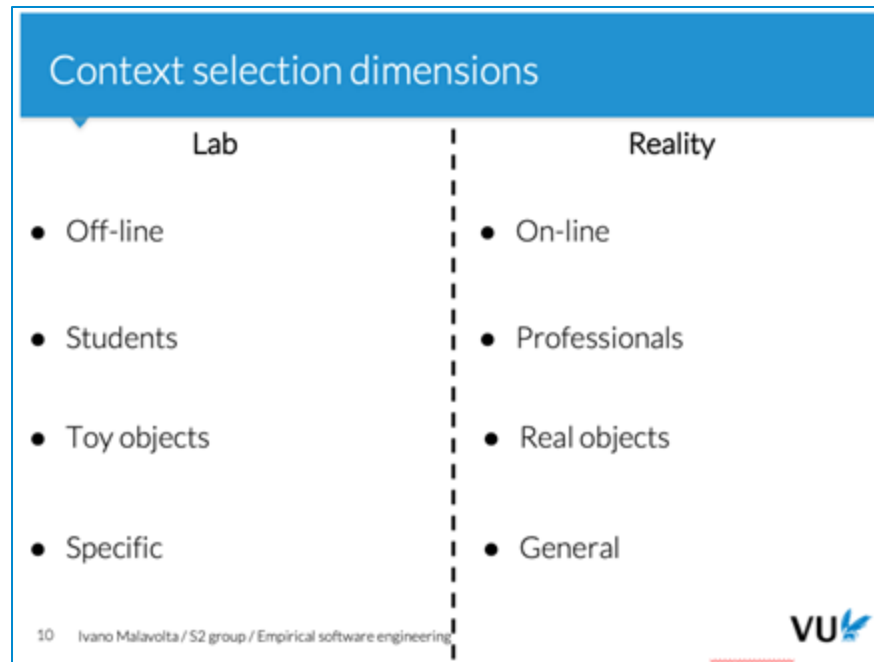 Context selection dimensions
Lab
Reality
● Off-line
● On-line
● Students
● Professionals
● Toy objects
● Real objects
● Specific
● General
10 Ivano Malavolta / S2 group / Empirical software engineering
VU